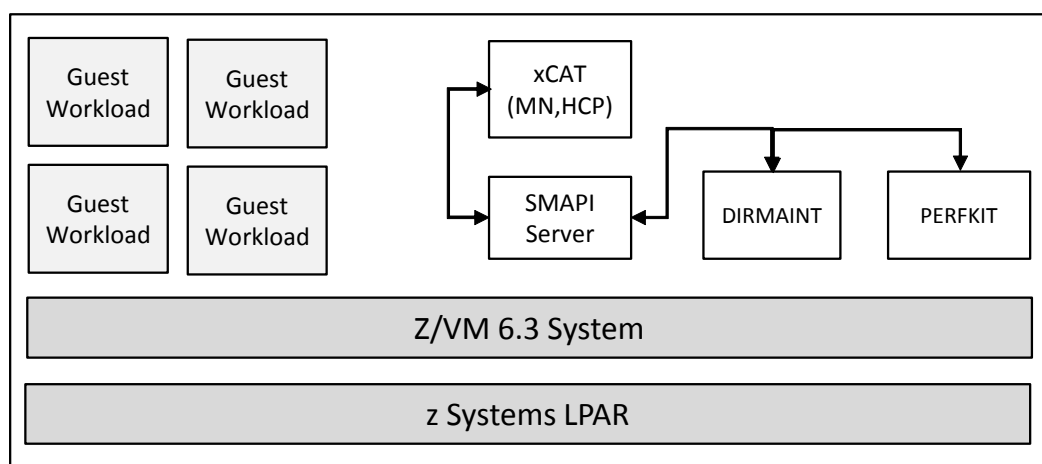 Guest
Workload
Guest
Workload
xCAT
(MN,HCP)
Guest
Workload
Guest
Workload
SMAPI
Server
DIRMAINT
PERFKIT
Z/VM 6.3 System
z Systems LPAR